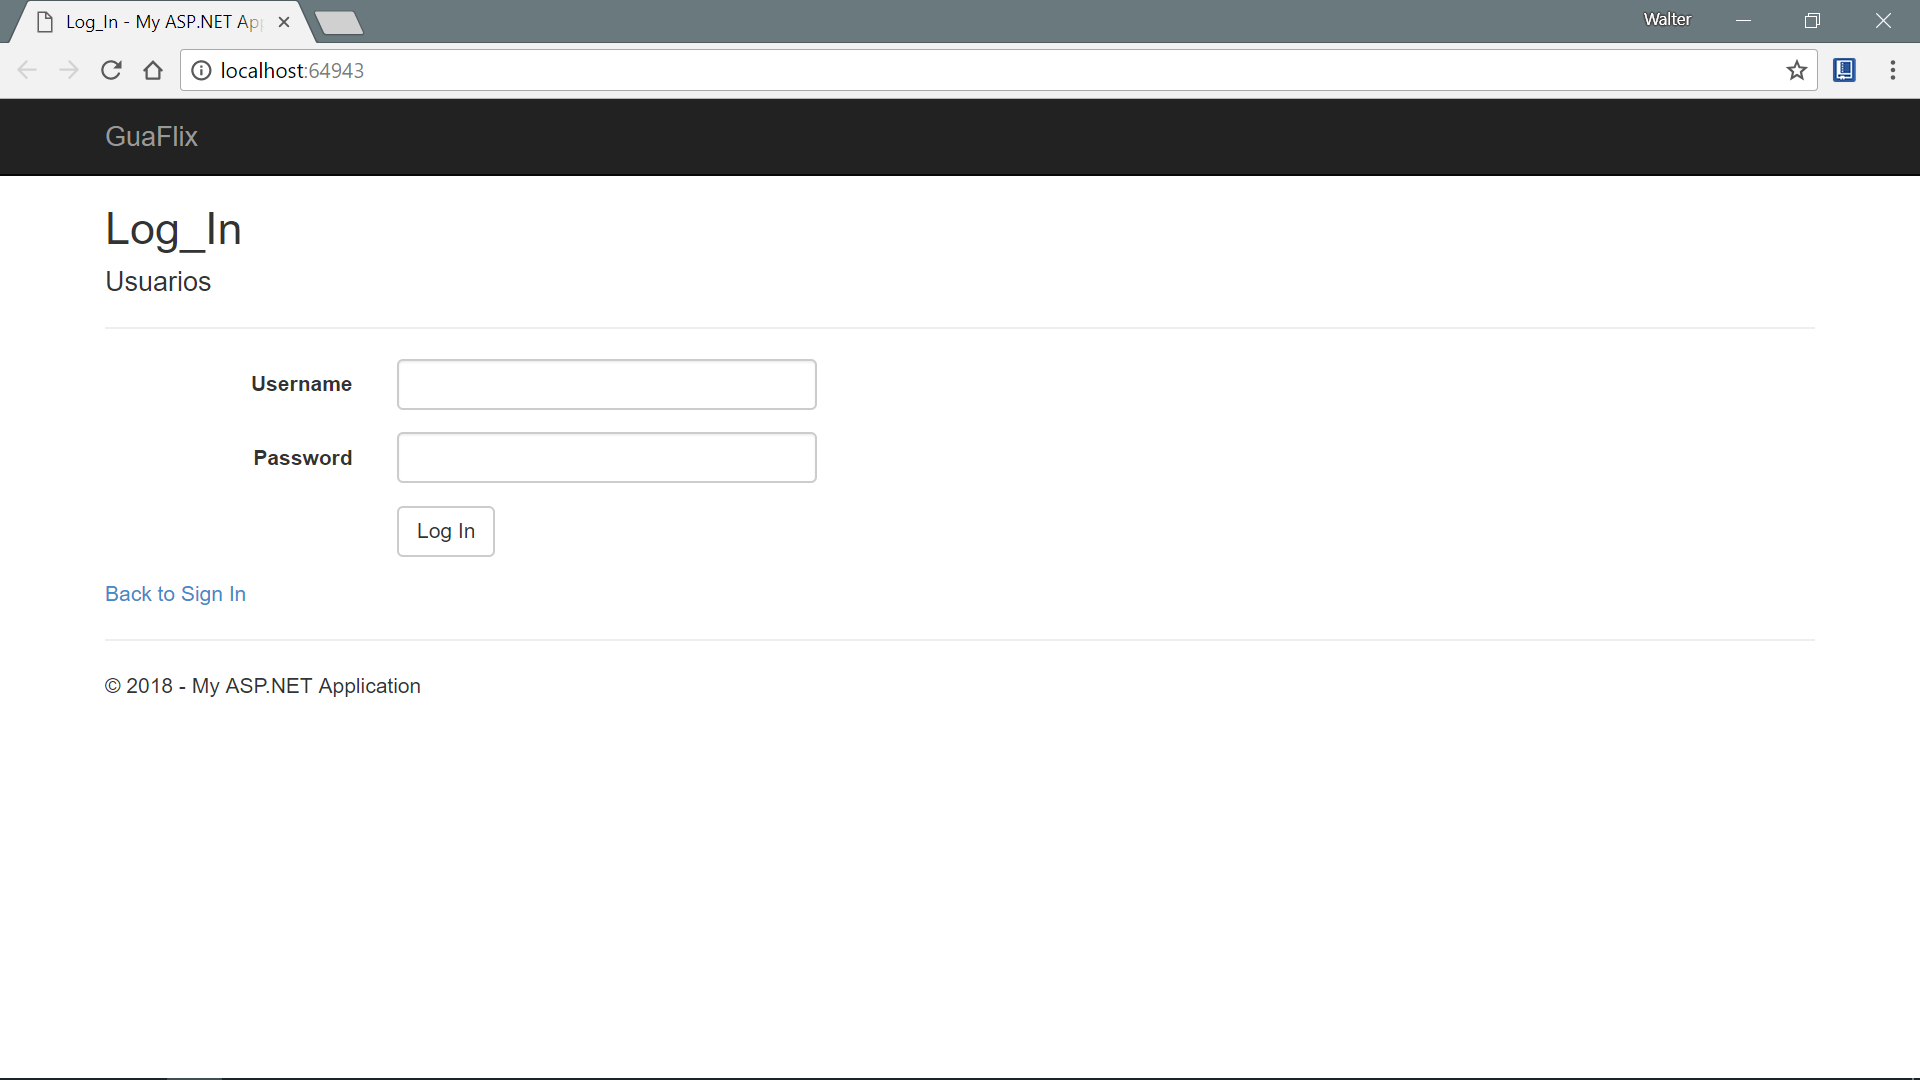 Log_In - My ASP.NET Ap
Walter
localhost:64943
GuaFlix
Log_In
Usuarios
Username
Password
Log In
Back to Sign In
© 2018 - My ASP.NET Application